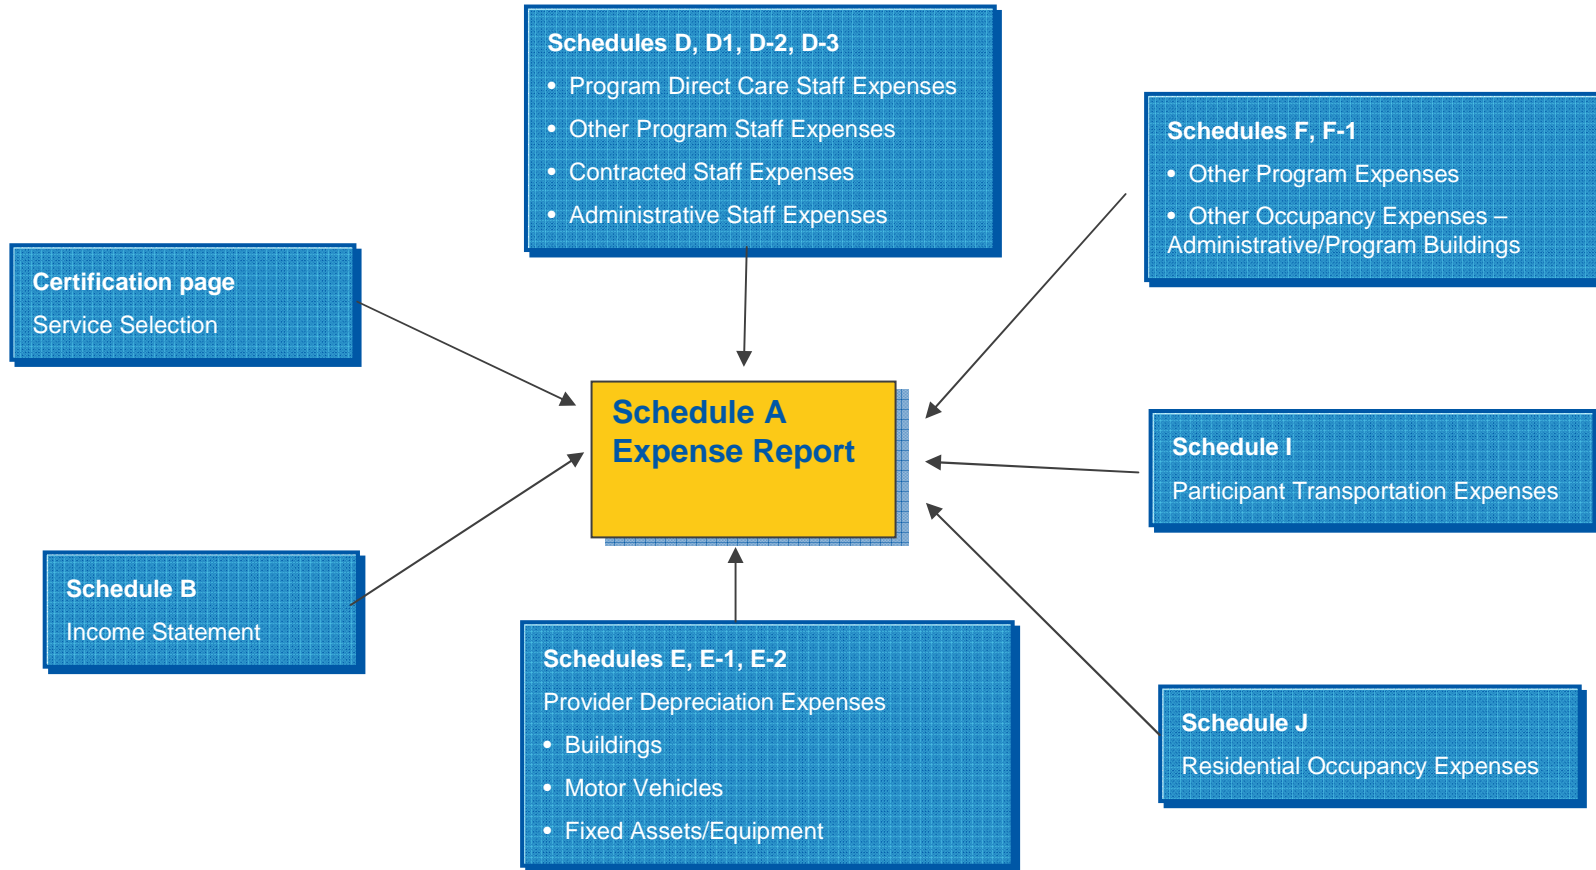 Schedules D, D1, D-2, D-3
• Program Direct Care Staff Expenses
• Other Program Staff Expenses
• Contracted Staff Expenses
• Administrative Staff Expenses
Schedules F, F-1
• Other Program Expenses
• Other Occupancy Expenses –
Administrative/Program Buildings
Certification page
Service Selection
Schedule A
Expense Report
Schedule I
Participant Transportation Expenses
Schedule B
Income Statement
Schedules E, E-1, E-2
Provider Depreciation Expenses
• Buildings
• Motor Vehicles
• Fixed Assets/Equipment
Schedule J
Residential Occupancy Expenses